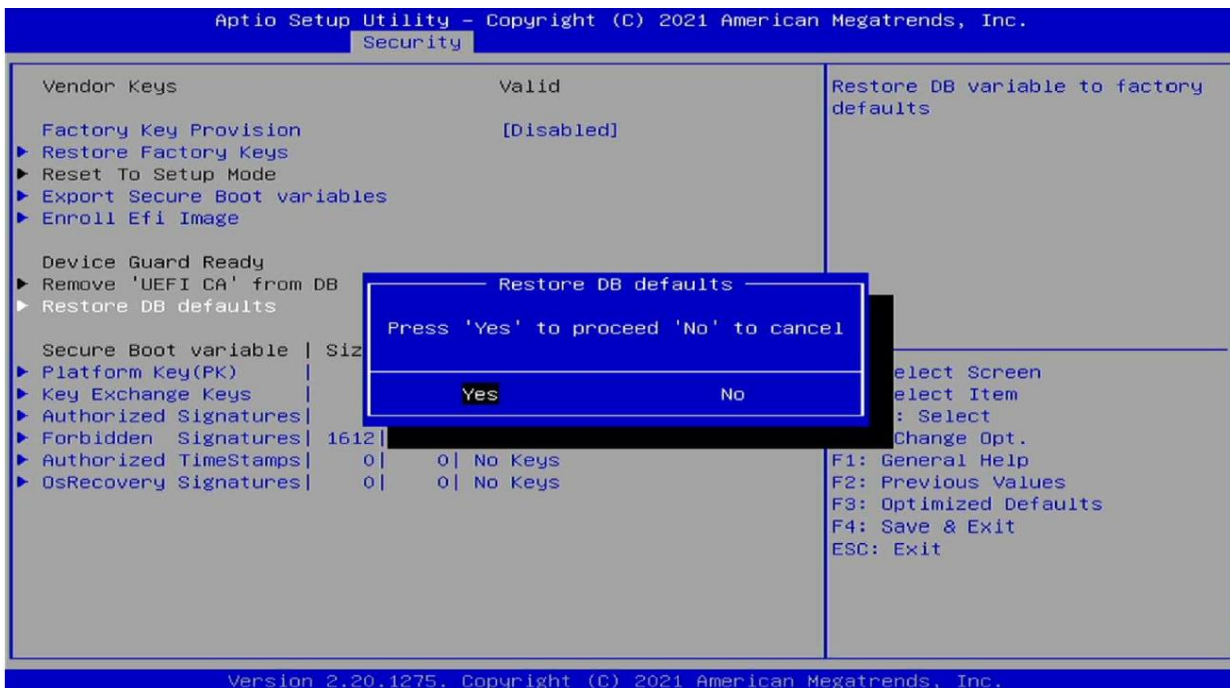 Aptio Setup Utility – Copyright (C) 2021 American Megatrends, Inc.
Security
Vendor Keys Valid
Factory Key Provision [Disabled]
Restore Factory Keys
Reset To Setup Mode
Export Secure Boot variables
Enroll Efi Image
Device Guard Ready
Remove 'UEFI CA' from DB
Restore DB defaults
Secure Boot variable | Siz
Platform Key(PK) |
Key Exchange Keys |
Authorized Signatures|
Forbidden Signatures| 1612|
Authorized TimeStamps| 0| 0| No Keys
OsRecovery Signatures| 0| 0| No Keys
Restore DB defaults
Press 'Yes' to proceed 'No' to cancel
Yes No
Restore DB variable to factory
defaults
elect Screen
elect Item
: Select
Change Opt.
F1: General Help
F2: Previous Values
F3: Optimized Defaults
F4: Save & Exit
ESC: Exit
Version 2.20.1275. Copyright (C) 2021 American Megatrends, Inc.